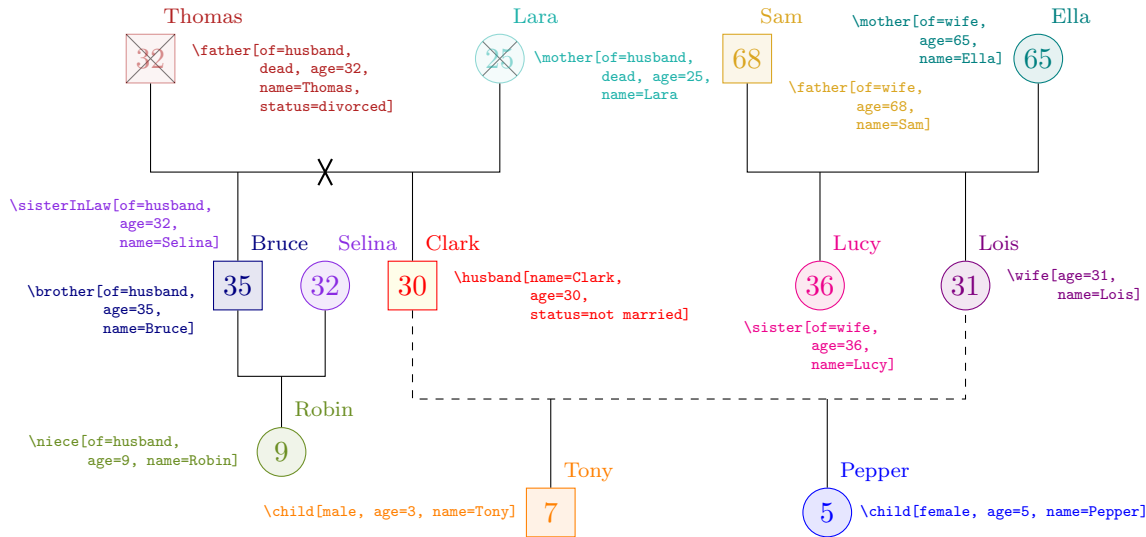 Thomas
Lara
Sam
Ella
32
\father[of=husband,
dead, age=32,
name=Thomas,
status=divorced]
25
\mother[of=husband,
dead, age=25,
name=Lara
68
\father[of=wife,
age=68,
name=Sam]
\mother[of=wife,
age=65,
name=Ella]
65
\sisterInLaw[of=husband,
age=32,
name=Selina]
Bruce
Selina
Clark
Lucy
Lois
\brother[of=husband,
age=35,
name=Bruce]
35
32
30
\husband[name=Clark,
age=30,
status=not married]
36
\sister[of=wife,
age=36,
name=Lucy]
31
\wife[age=31,
name=Lois]
Robin
\niece[of=husband,
age=9, name=Robin]
9
Tony
\child[male, age=3, name=Tony]
7
Pepper
5
\child[female, age=5, name=Pepper]